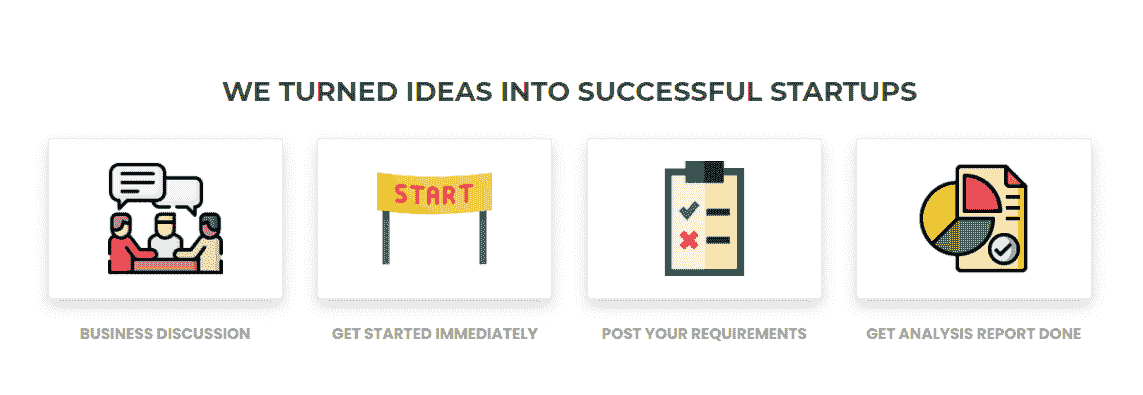 WE TURNED IDEAS INTO SUCCESSFUL STARTUPS
START
BUSINESS DISCUSSION
GET STARTED IMMEDIATELY
POST YOUR REQUIREMENTS
GET ANALYSIS REPORT DONE